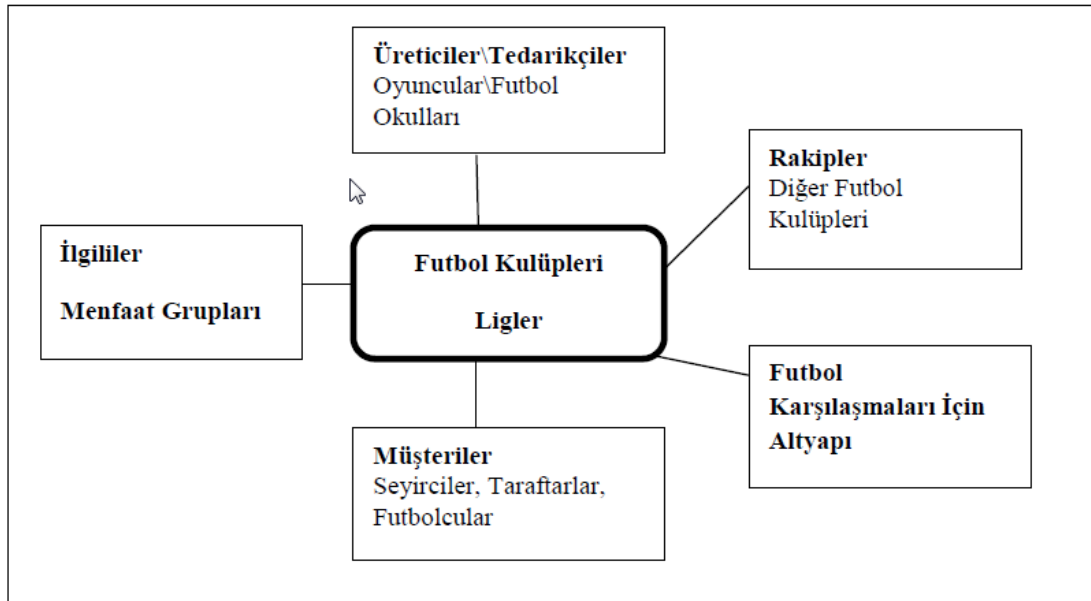 Üreticiler\Tedarikçiler
Oyuncular\Futbol
Okulları
Rakipler
Diğer Futbol
Kulüpleri
İlgililer
Menfaat Grupları
Futbol Kulüpleri
Ligler
Futbol
Karşılaşmaları İçin
Altyapı
Müşteriler
Seyirciler, Taraftarlar,
Futbolcular